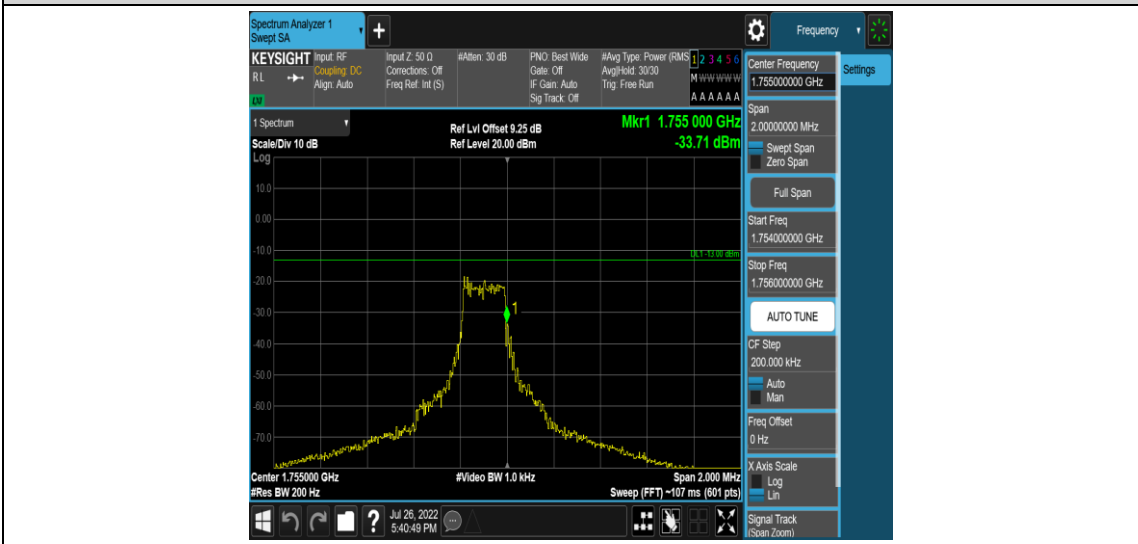 Spectrum Analyzer 1
Swept SA
+
Frequency
KEYSIGHT
RL
LXI
Input: RF
Coupling: DC
Align: Auto
Input Z: 50 Ω
Corrections: Off
Freq Ref: Int (S)
#Atten: 30 dB
PNO: Best Wide
Gate: Off
IF Gain: Auto
Sig Track: Off
#Avg Type: Power (RMS
Avg|Hold: 30/30
Trig: Free Run
1 2 3 4 5 6
M W W W W W
A A A A A A
1 Spectrum
Scale/Div 10 dB
Log
Ref Lvl Offset 9.25 dB
Ref Level 20.00 dBm
Mkr1 1.755 000 GHz
-33.71 dBm
10.0
0.00
-10.0
DL1 -13.00 dBm
-20.0
1
-30.0
-40.0
-50.0
-60.0
-70.0
Center 1.755000 GHz
#Video BW 1.0 kHz
Span 2.000 MHz
#Res BW 200 Hz
Sweep (FFT) ~107 ms (601 pts)
?
Jul 26, 2022
5:40:49 PM
Center Frequency
1.755000000 GHz
Settings
Span
2.00000000 MHz
Swept Span
Zero Span
Full Span
Start Freq
1.754000000 GHz
Stop Freq
1.756000000 GHz
AUTO TUNE
CF Step
200.000 kHz
Auto
Man
Freq Offset
0 Hz
X Axis Scale
Log
Lin
Signal Track
(Span Zoom)